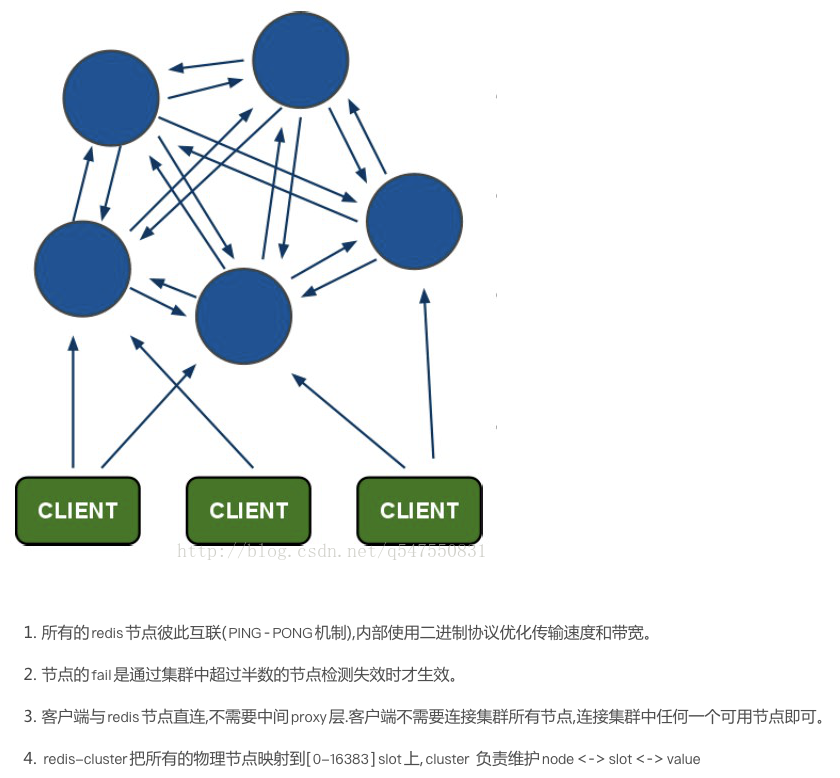 CLIENT
CLIENT
CLIENT
http://blog.csdn.net/q547550831
1. 所有的redis节点彼此互联(PING-PONG机制),内部使用二进制协议优化传输速度和带宽。
2. 节点的fail是通过集群中超过半数的节点检测失效时才生效。
3. 客户端与redis节点直连,不需要中间proxy层.客户端不需要连接集群所有节点,连接集群中任何一个可用节点即可。
4. redis-cluster把所有的物理节点映射到[0-16383]slot上,cluster 负责维护node <-> slot <-> value